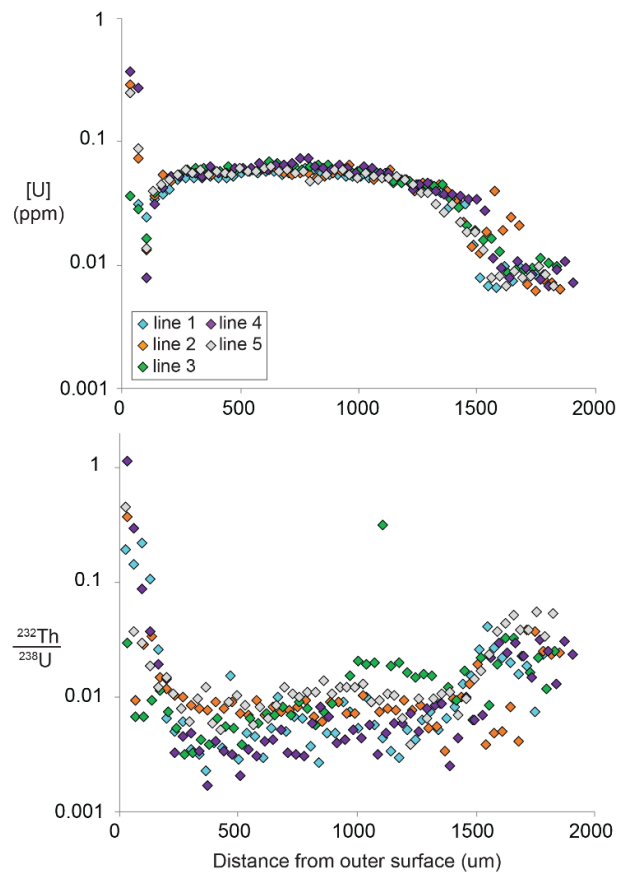 1
0.1
[U]
(ppm)
0.01
line 1 line 4
line 2 line 5
line 3
0.001
0 500 1000 1500 2000
1
0.1
232Th
238U
0.01
0.001
0 500 1000 1500 2000
Distance from outer surface (um)